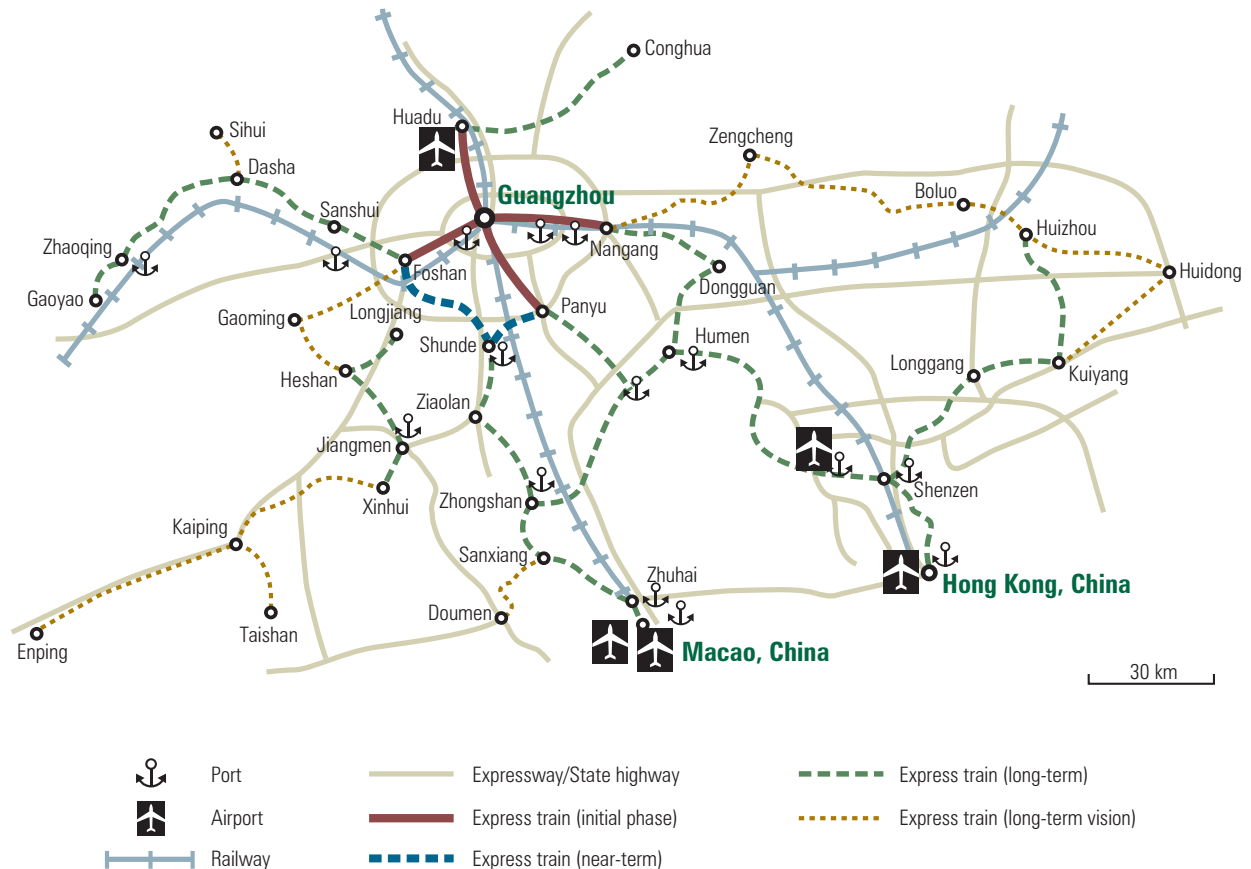 Conghua
Huadu
Sihui
Zengcheng
Dasha
Boluo
Guangzhou
Sanshui
Huizhou
Zhaoqing
Nangang
Foshan
Huidong
Dongguan
Gaoyao
Longjiang
Panyu
Gaoming
Shunde
Humen
Longgang
Kuiyang
Heshan
Ziaolan
Jiangmen
Shenzen
Xinhui
Zhongshan
Kaiping
Sanxiang
Zhuhai
Hong Kong, China
Doumen
Taishan
Enping
Macao, China
30 km
Port
Expressway/State highway
Express train (long-term)
Airport
Express train (initial phase)
Express train (long-term vision)
Railway
Express train (near-term)